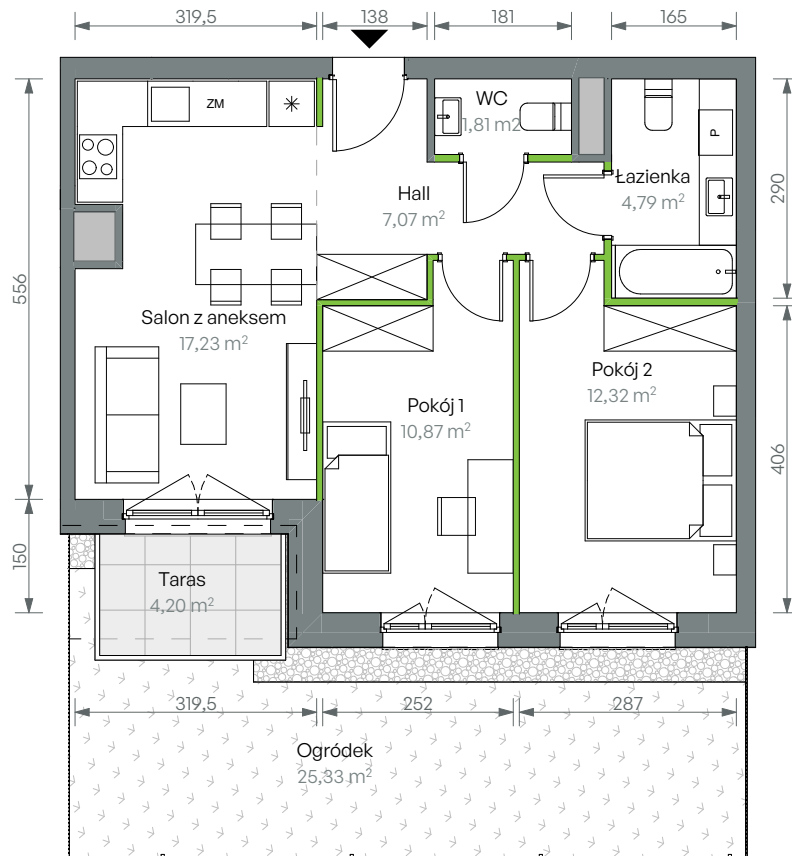 319,5
138
181
165
ZM
WC
1,81 m²
P
Łazienka
4,79 m²
Hall
7,07 m²
290
556
Salon z aneksem
17,23 m²
Pokój 1
10,87 m²
Pokój 2
12,32 m²
406
150
Taras
4,20 m²
319,5
252
287
Ogródek
25,33 m²